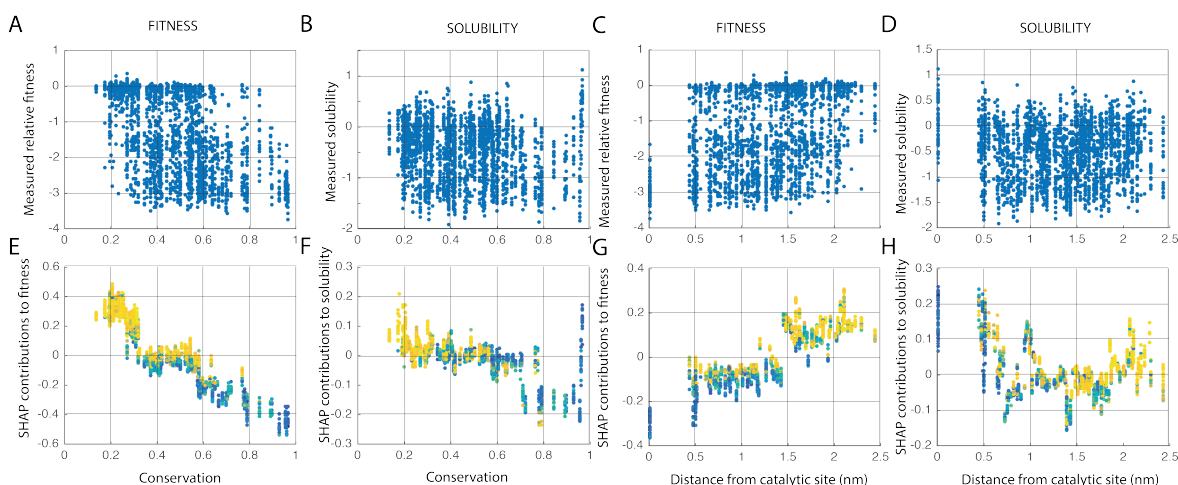 A FITNESS B SOLUBILITY C FITNESS D SOLUBILITY
Measured relative fitness
1
0
-1
-2
-3
-4
0 0.2 0.4 0.6 0.8 1
Measured solubility
1
0
-1
-2
0 0.2 0.4 0.6 0.8 1
Measured relative fitness
1
0
-1
-2
-3
-4
0 0.5 1 1.5 2 2.5
Measured solubility
1.5
1
0.5
0
-0.5
-1
-1.5
-2
0 0.5 1 1.5 2 2.5
E F G H
SHAP contributions to fitness
0.6
0.4
0.2
0
-0.2
-0.4
-0.6
0 0.2 0.4 0.6 0.8 1
Conservation
SHAP contributions to solubility
0.3
0.2
0.1
0
-0.1
-0.2
-0.3
0 0.2 0.4 0.6 0.8 1
Conservation
SHAP contributions to fitness
0.4
0.2
0
-0.2
-0.4
0 0.5 1 1.5 2 2.5
Distance from catalytic site (nm)
SHAP contributions to solubility
0.3
0.2
0.1
0
-0.1
-0.2
0 0.5 1 1.5 2 2.5
Distance from catalytic site (nm)